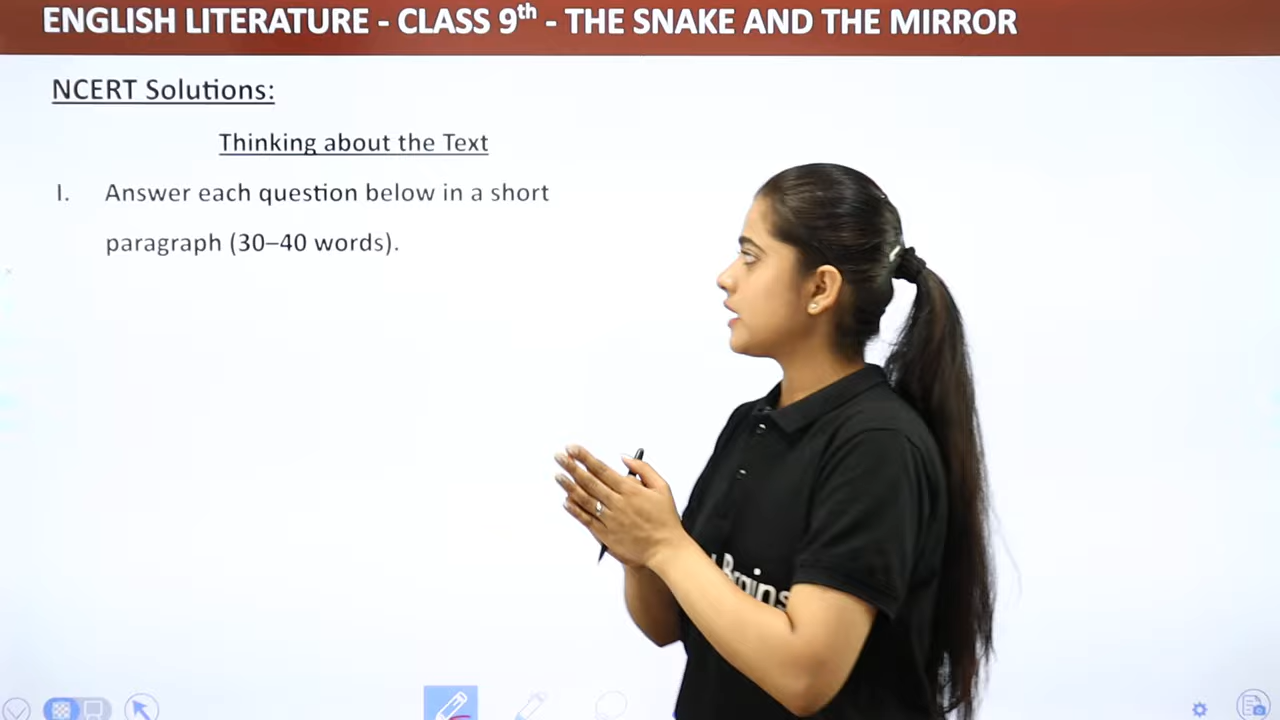 ENGLISH LITERATURE - CLASS 9th - THE SNAKE AND THE MIRROR
NCERT Solutions:
Thinking about the Text
I. Answer each question below in a short
paragraph (30–40 words).
Brains